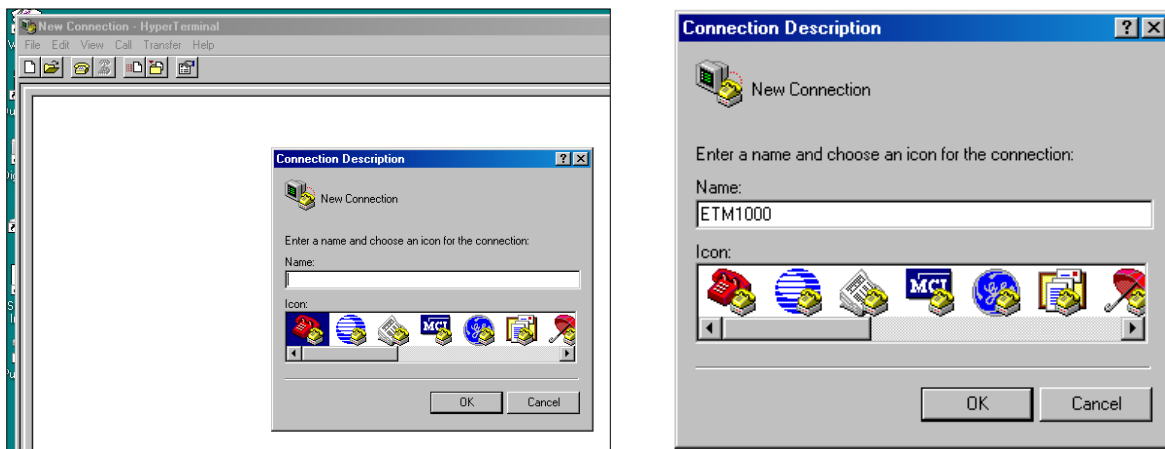 New Connection - HyperTerminal
File Edit View Call Transfer Help
Connection Description
New Connection
Enter a name and choose an icon for the connection:
Name:
Icon:
MCI
OK Cancel
Connection Description
New Connection
Enter a name and choose an icon for the connection:
Name:
ETM1000
Icon:
MCI
OK Cancel